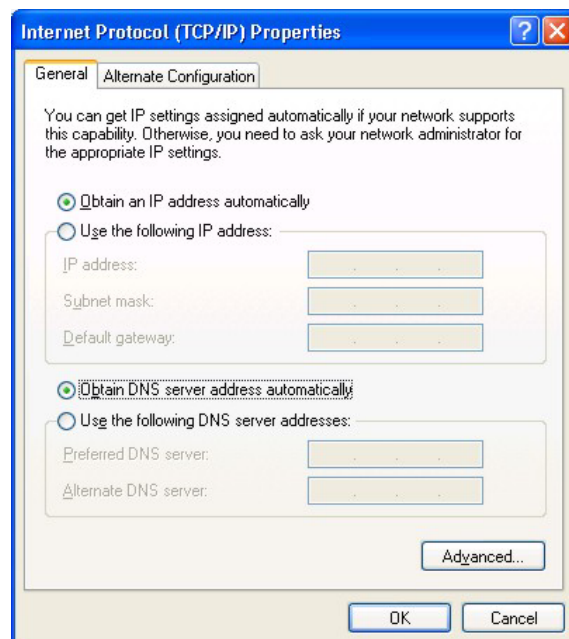 Internet Protocol (TCP/IP) Properties
General
Alternate Configuration
You can get IP settings assigned automatically if your network supports
this capability. Otherwise, you need to ask your network administrator for
the appropriate IP settings.
Obtain an IP address automatically
Use the following IP address:
IP address:
Subnet mask:
Default gateway:
Obtain DNS server address automatically
Use the following DNS server addresses:
Preferred DNS server:
Alternate DNS server:
Advanced...
OK
Cancel